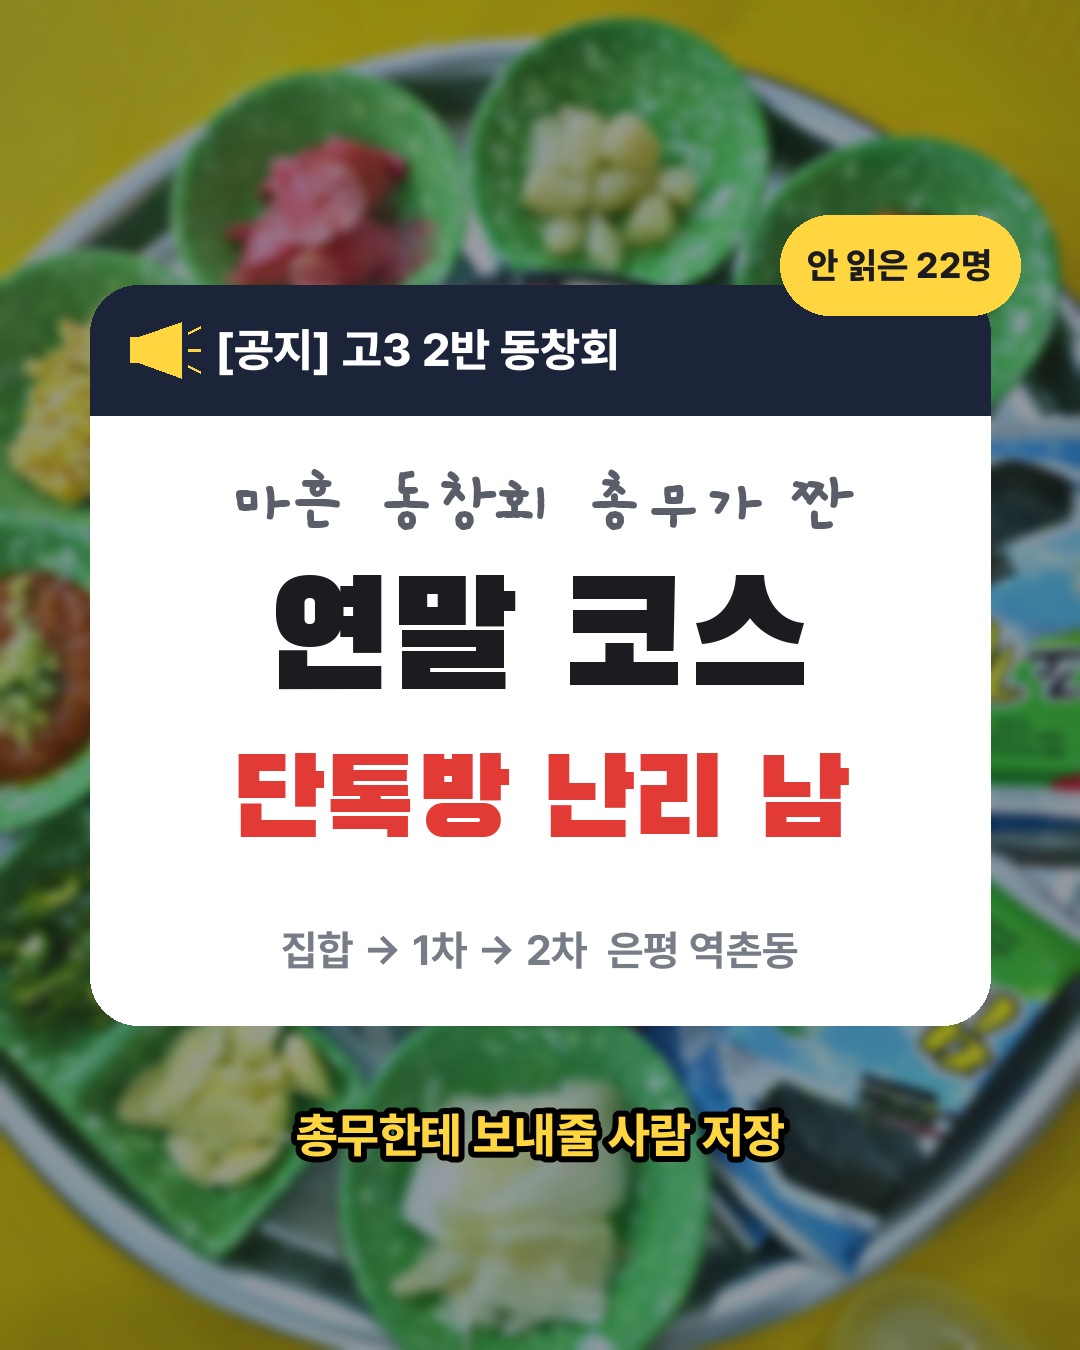 안 읽은 22명
[공지] 고3 2반 동창회
마흔 동창회 총무가 짠
연말 코스
단톡방 난리 남
집합 → 1차 → 2차 은평 역촌동
총무한테 보내줄 사람 저장